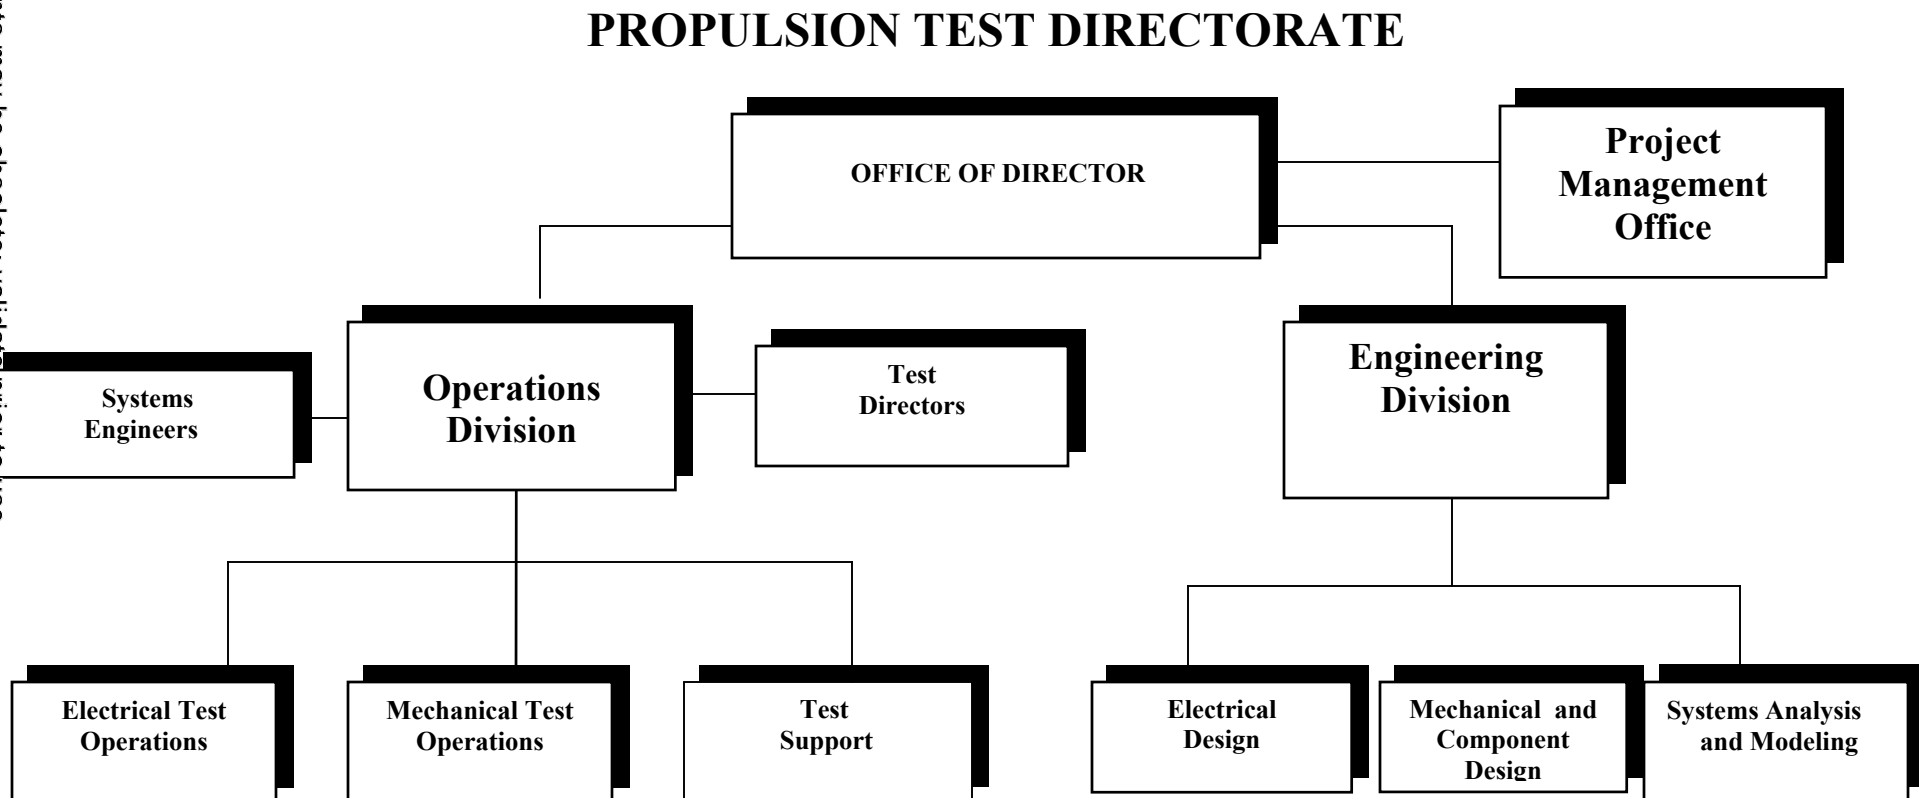 PROPULSION TEST DIRECTORATE
OFFICE OF DIRECTOR
Project
Management
Office
Systems
Engineers
Operations
Division
Test
Directors
Engineering
Division
Electrical Test
Operations
Mechanical Test
Operations
Test
Support
Electrical
Design
Mechanical and
Component
Design
Systems Analysis
and Modeling